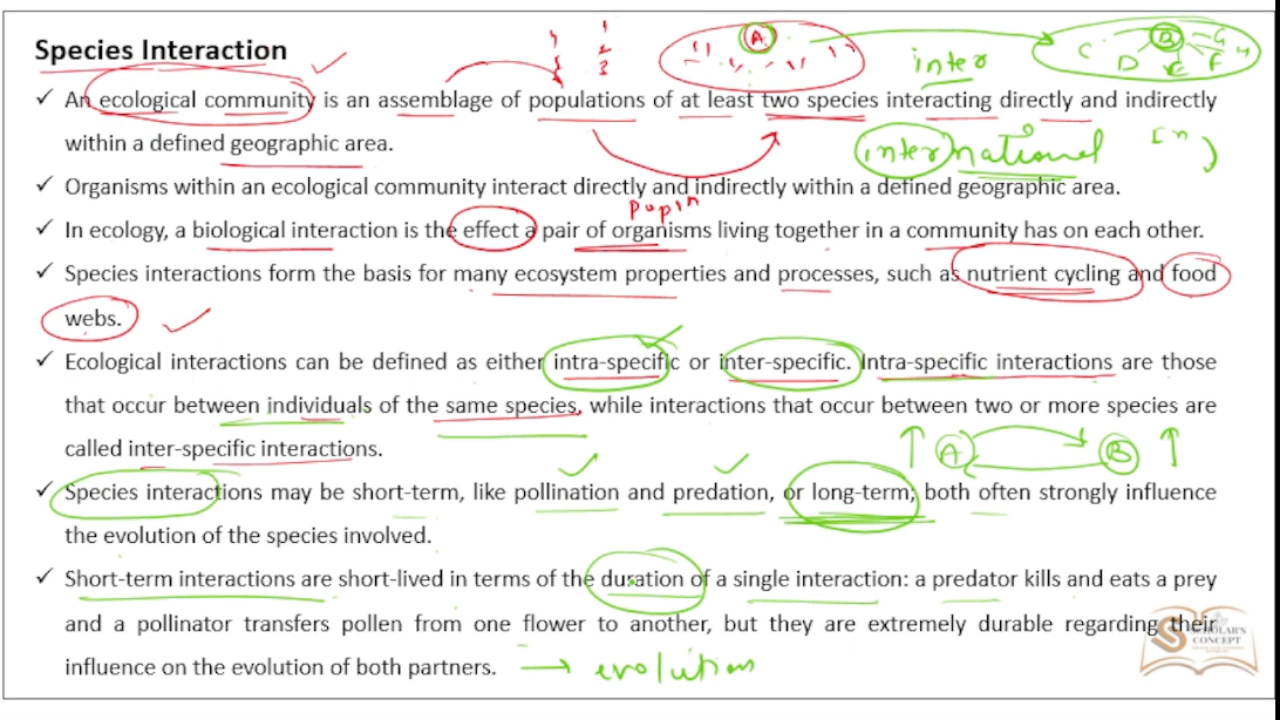 Species Interaction
1
2
3
A
inter
B
C
D
E
F
G
H
✓ An ecological community is an assemblage of populations of at least two species interacting directly and indirectly
within a defined geographic area.
international
✓ Organisms within an ecological community interact directly and indirectly within a defined geographic area.
popln
✓ In ecology, a biological interaction is the effect a pair of organisms living together in a community has on each other.
✓ Species interactions form the basis for many ecosystem properties and processes, such as nutrient cycling and food
webs.
✓ Ecological interactions can be defined as either intra-specific or inter-specific. Intra-specific interactions are those
that occur between individuals of the same species, while interactions that occur between two or more species are
called inter-specific interactions.
A
B
✓ Species interactions may be short-term, like pollination and predation, or long-term; both often strongly influence
the evolution of the species involved.
✓ Short-term interactions are short-lived in terms of the duration of a single interaction: a predator kills and eats a prey
and a pollinator transfers pollen from one flower to another, but they are extremely durable regarding their
influence on the evolution of both partners. → evolution
SCHOLAR'S
CONCEPT